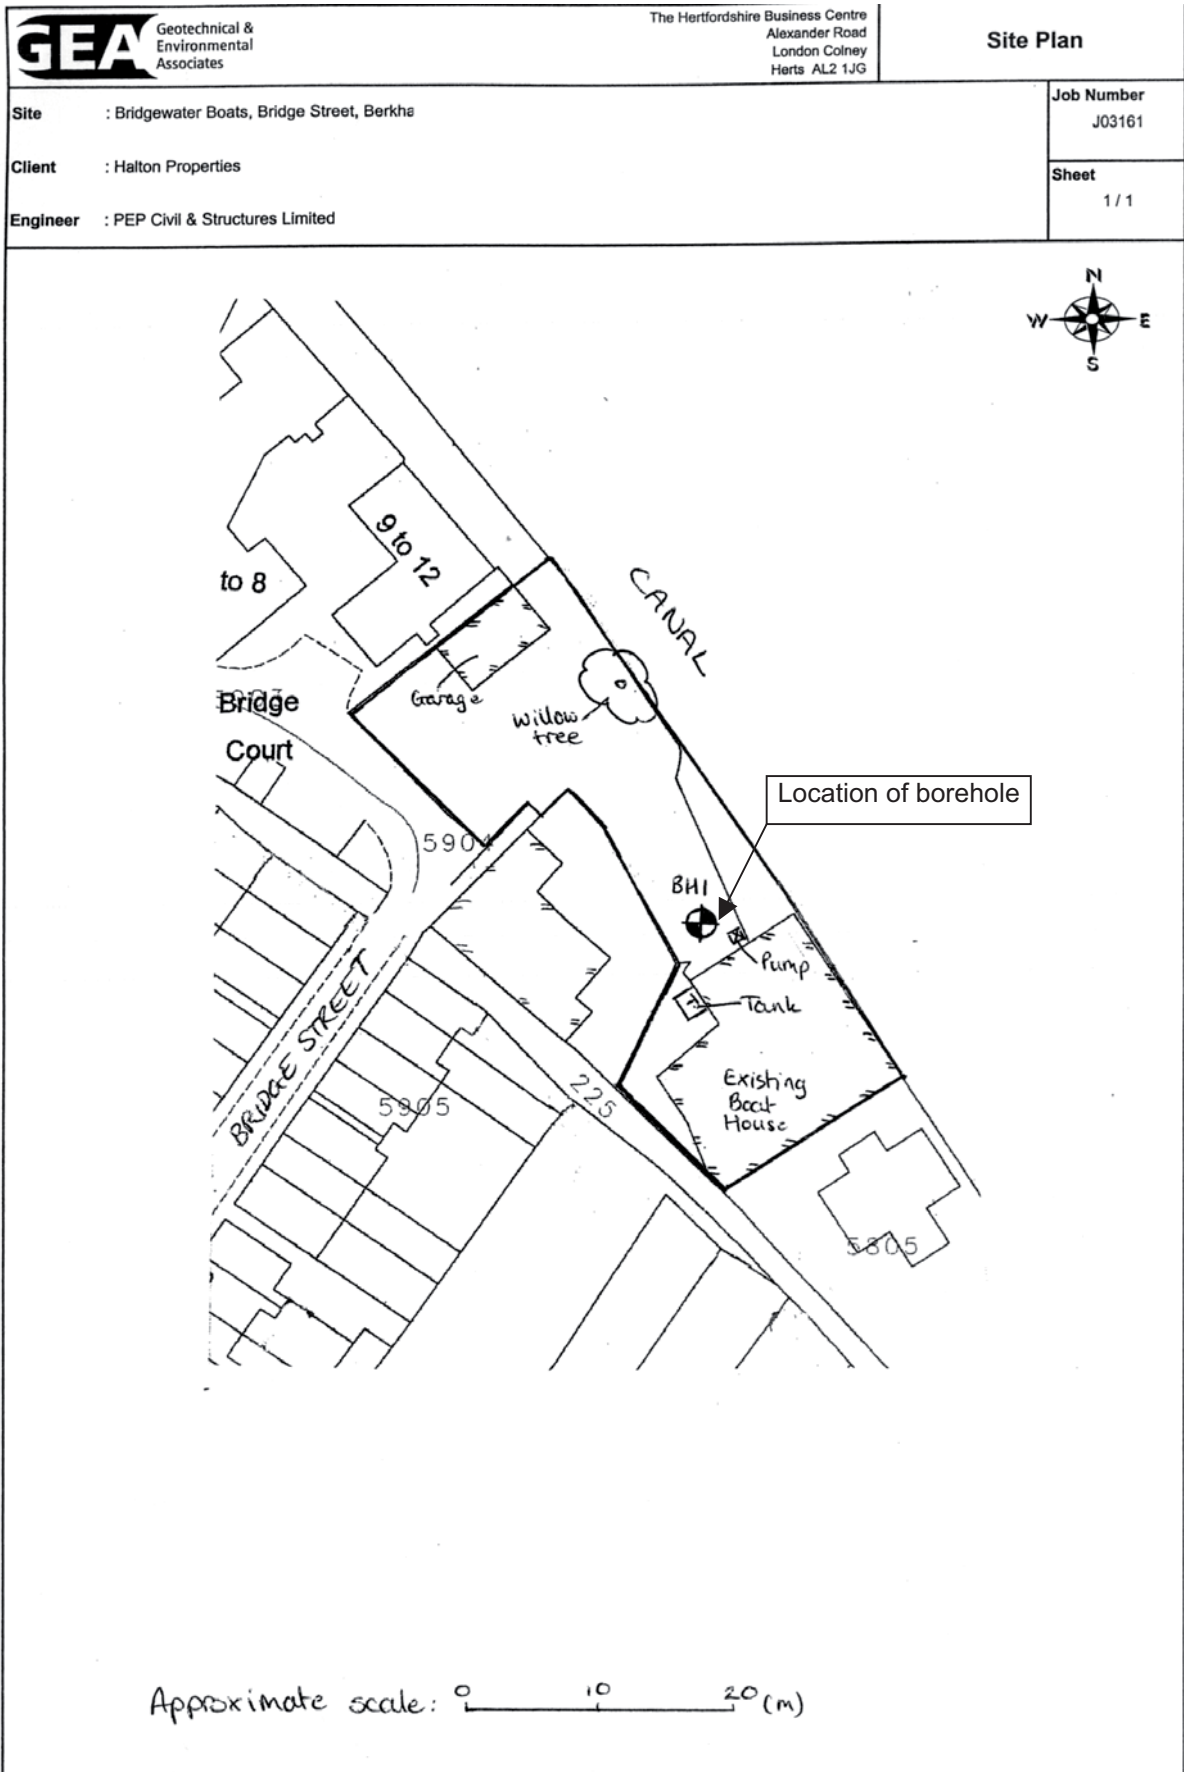 GEA
Geotechnical &
Environmental
Associates
The Hertfordshire Business Centre
Alexander Road
London Colney
Herts AL2 1JG
Site Plan
Site : Bridgewater Boats, Bridge Street, Berkha
Job Number
J03161
Client : Halton Properties
Sheet
1 / 1
Engineer : PEP Civil & Structures Limited
N
W E
S
9 to 12
to 8
CANAL
Garage
Bridge
Court
Willow
tree
Location of borehole
5904
BH1
Pump
T
Tank
BRIDGE STREET
Existing
Boat
House
225
5905
5805
Approximate scale: 0 10 20 (m)